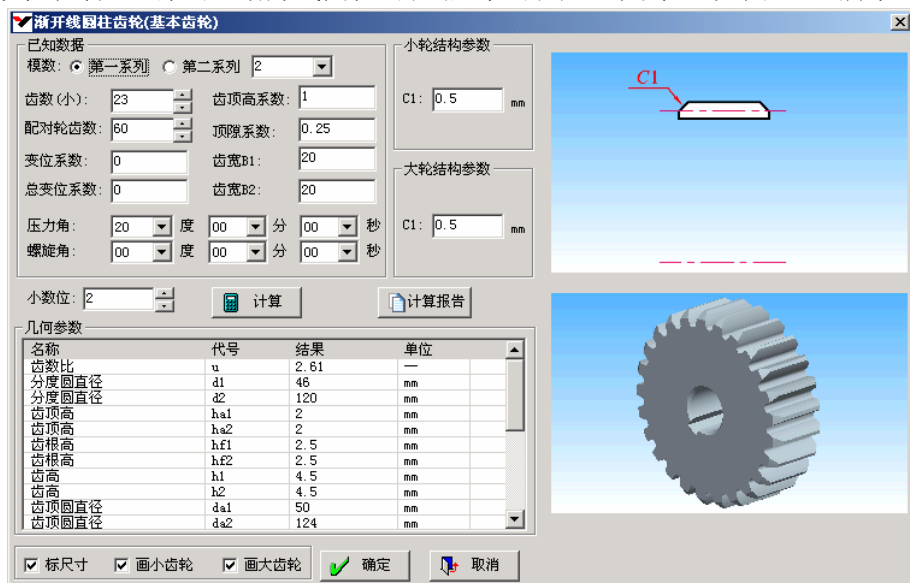 渐开线圆柱齿轮(基本齿轮)
已知数据
模数: 第一系列 第二系列 2
齿数(小): 23 齿顶高系数: 1
配对轮齿数: 60 顶隙系数: 0.25
变位系数: 0 齿宽B1: 20
总变位系数: 0 齿宽B2: 20
压力角: 20 度 00 分 00 秒
螺旋角: 00 度 00 分 00 秒
小轮结构参数
C1: 0.5 mm
大轮结构参数
C1: 0.5 mm
C1
小数位: 2 计算 计算报告
几何参数
名称 代号 结果 单位
齿数比 u 2.61 —
分度圆直径 d1 46 mm
分度圆直径 d2 120 mm
齿顶高 ha1 2 mm
齿顶高 ha2 2 mm
齿根高 hf1 2.5 mm
齿根高 hf2 2.5 mm
齿高 h1 4.5 mm
齿高 h2 4.5 mm
齿顶圆直径 da1 50 mm
齿顶圆直径 da2 124 mm
标尺寸 画小齿轮 画大齿轮 确定 取消